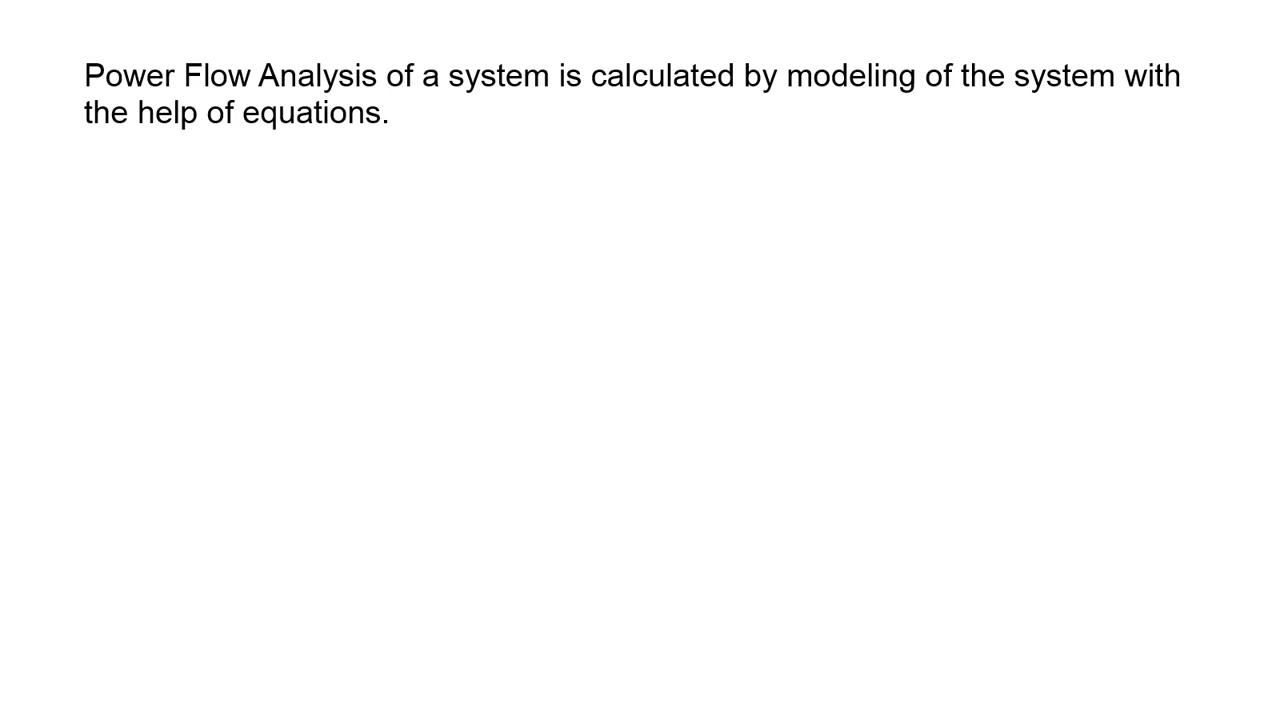 Power Flow Analysis of a system is calculated by modeling of the system with
the help of equations.